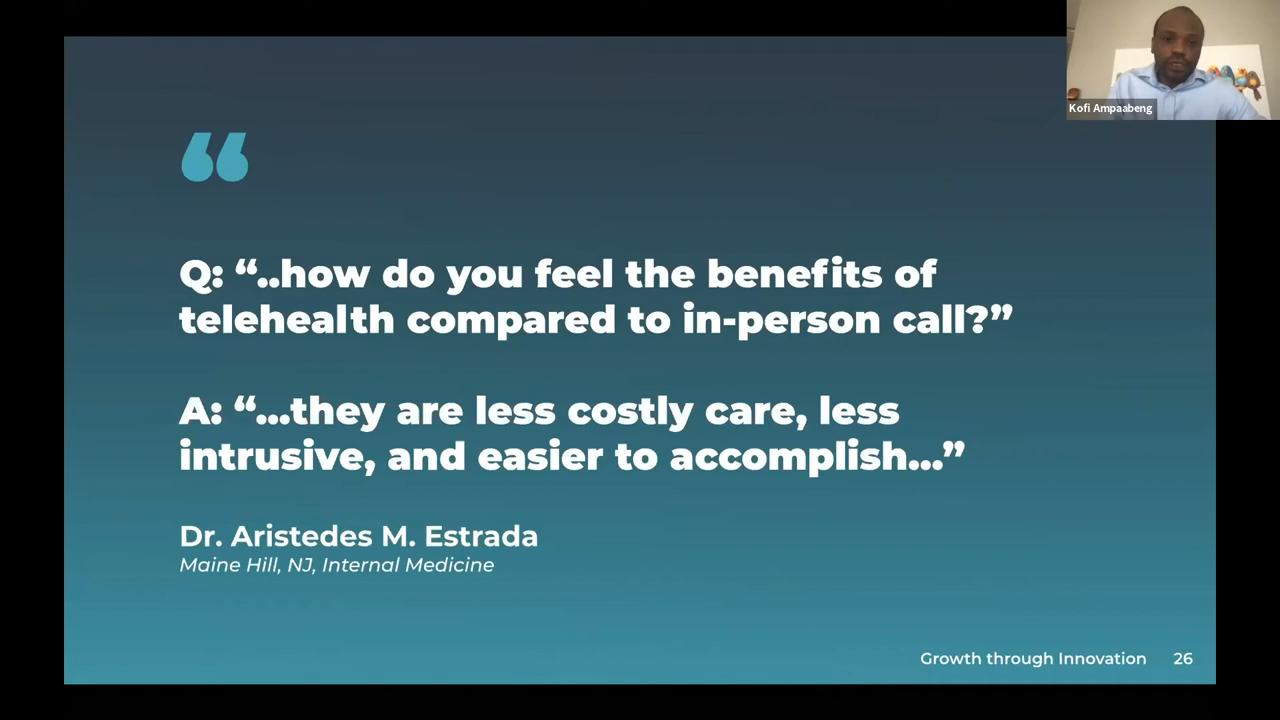 Kofi Ampaabeng
“
Q: “..how do you feel the benefits of
telehealth compared to in-person call?”
A: “...they are less costly care, less
intrusive, and easier to accomplish...”
Dr. Aristedes M. Estrada
Maine Hill, NJ, Internal Medicine
Growth through Innovation 26